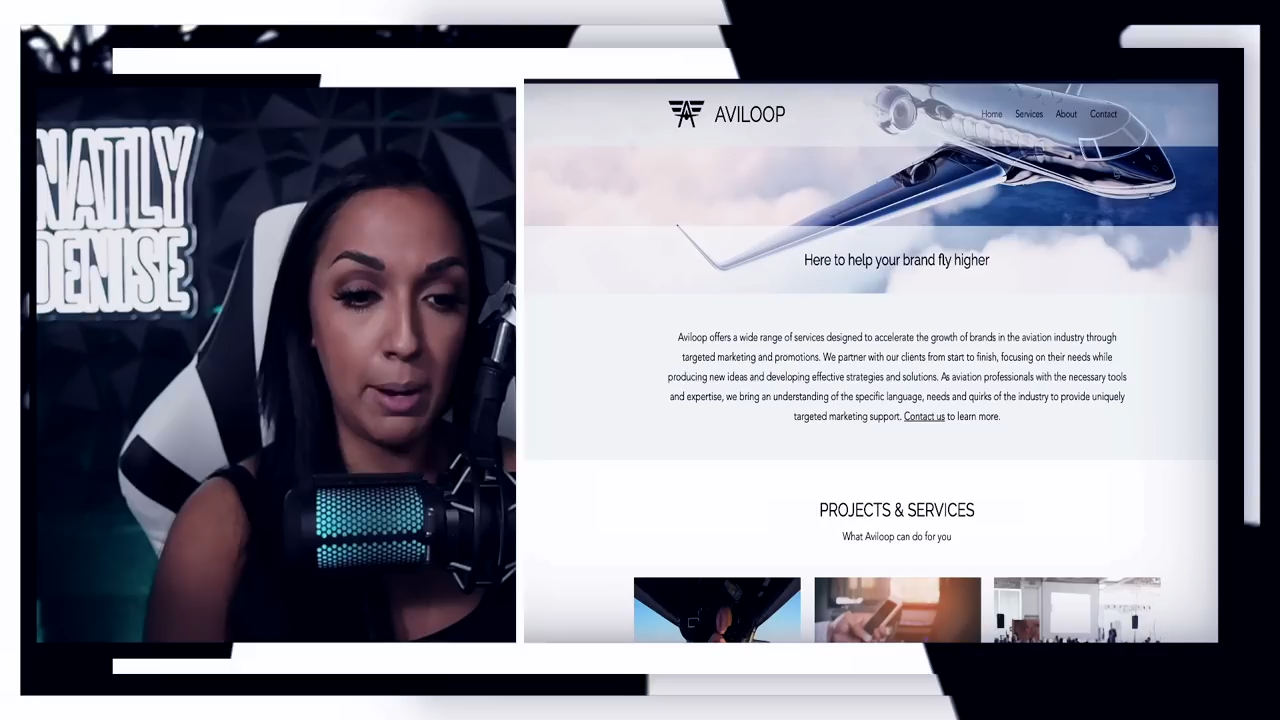 NATLY
DENISE
AVILOOP
Home Services About Contact
Here to help your brand fly higher
Aviloop offers a wide range of services designed to accelerate the growth of brands in the aviation industry through
targeted marketing and promotions. We partner with our clients from start to finish, focusing on their needs while
producing new ideas and developing effective strategies and solutions. As aviation professionals with the necessary tools
and expertise, we bring an understanding of the specific language, needs and quirks of the industry to provide uniquely
targeted marketing support. Contact us to learn more.
PROJECTS & SERVICES
What Aviloop can do for you